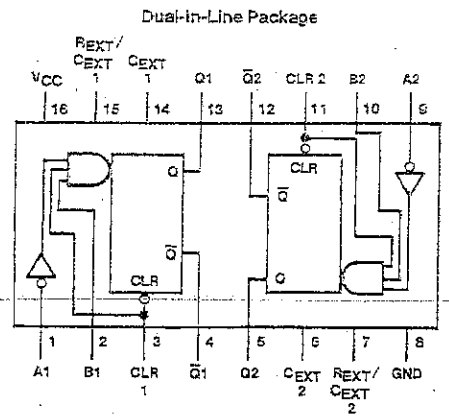 Dual-In-Line Package
REXT/
CEXT CEXT
VCC 1 1 Q1 Q̅2 CLR 2 B2 A2
16 15 14 13 12 11 10 9
Q CLR
Q̅
Q̅
CLR Q
1 2 3 4 5 6 7 8
A1 B1 CLR Q̅1 Q2 CEXT REXT/ GND
1 2 CEXT
2